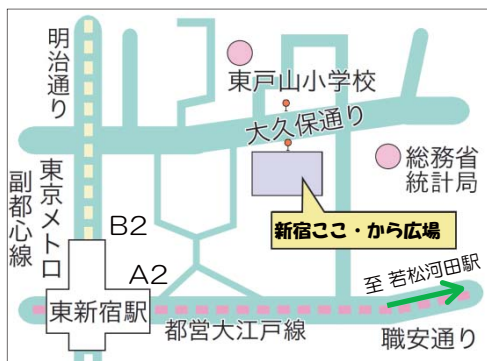 明治通り
東京メトロ
副都心線
B2
A2
東新宿駅
都営大江戸線
東戸山小学校
大久保通り
総務省
統計局
新宿ここ・から広場
至 若松河田駅
職安通り